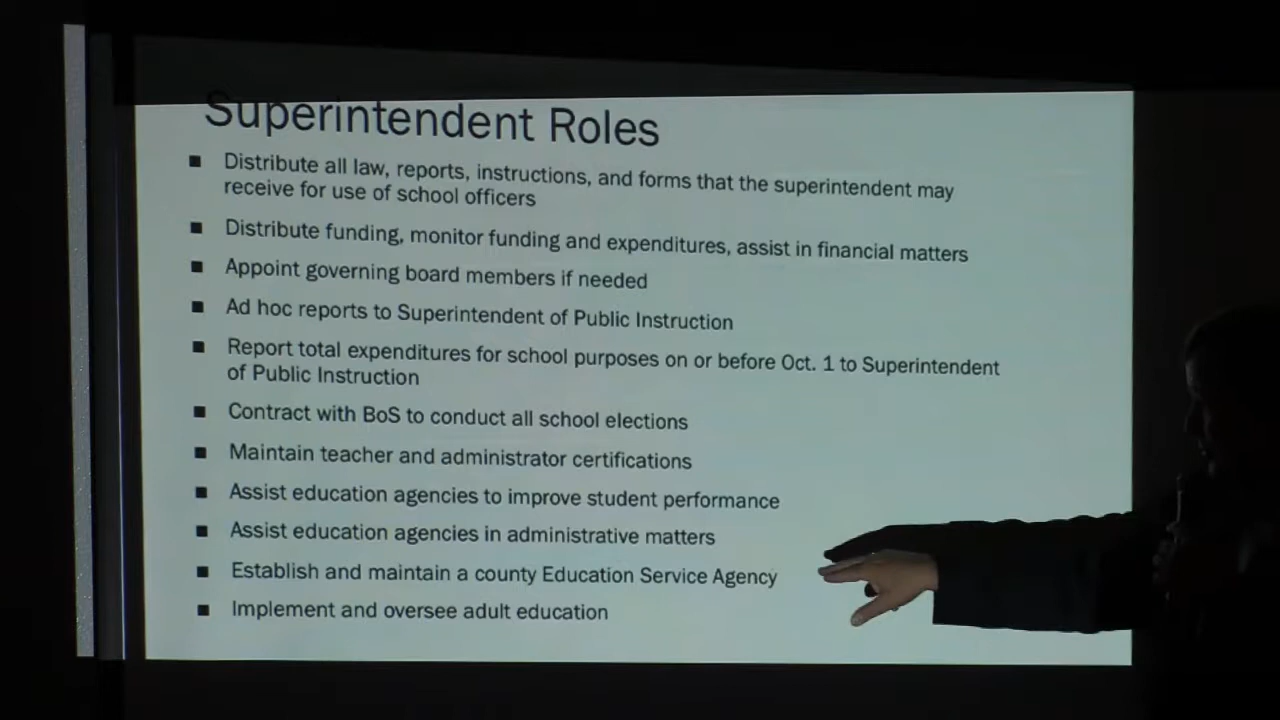 Superintendent Roles
■ Distribute all law, reports, instructions, and forms that the superintendent may
receive for use of school officers
■ Distribute funding, monitor funding and expenditures, assist in financial matters
■ Appoint governing board members if needed
■ Ad hoc reports to Superintendent of Public Instruction
■ Report total expenditures for school purposes on or before Oct. 1 to Superintendent
of Public Instruction
■ Contract with BoS to conduct all school elections
■ Maintain teacher and administrator certifications
■ Assist education agencies to improve student performance
■ Assist education agencies in administrative matters
■ Establish and maintain a county Education Service Agency
■ Implement and oversee adult education